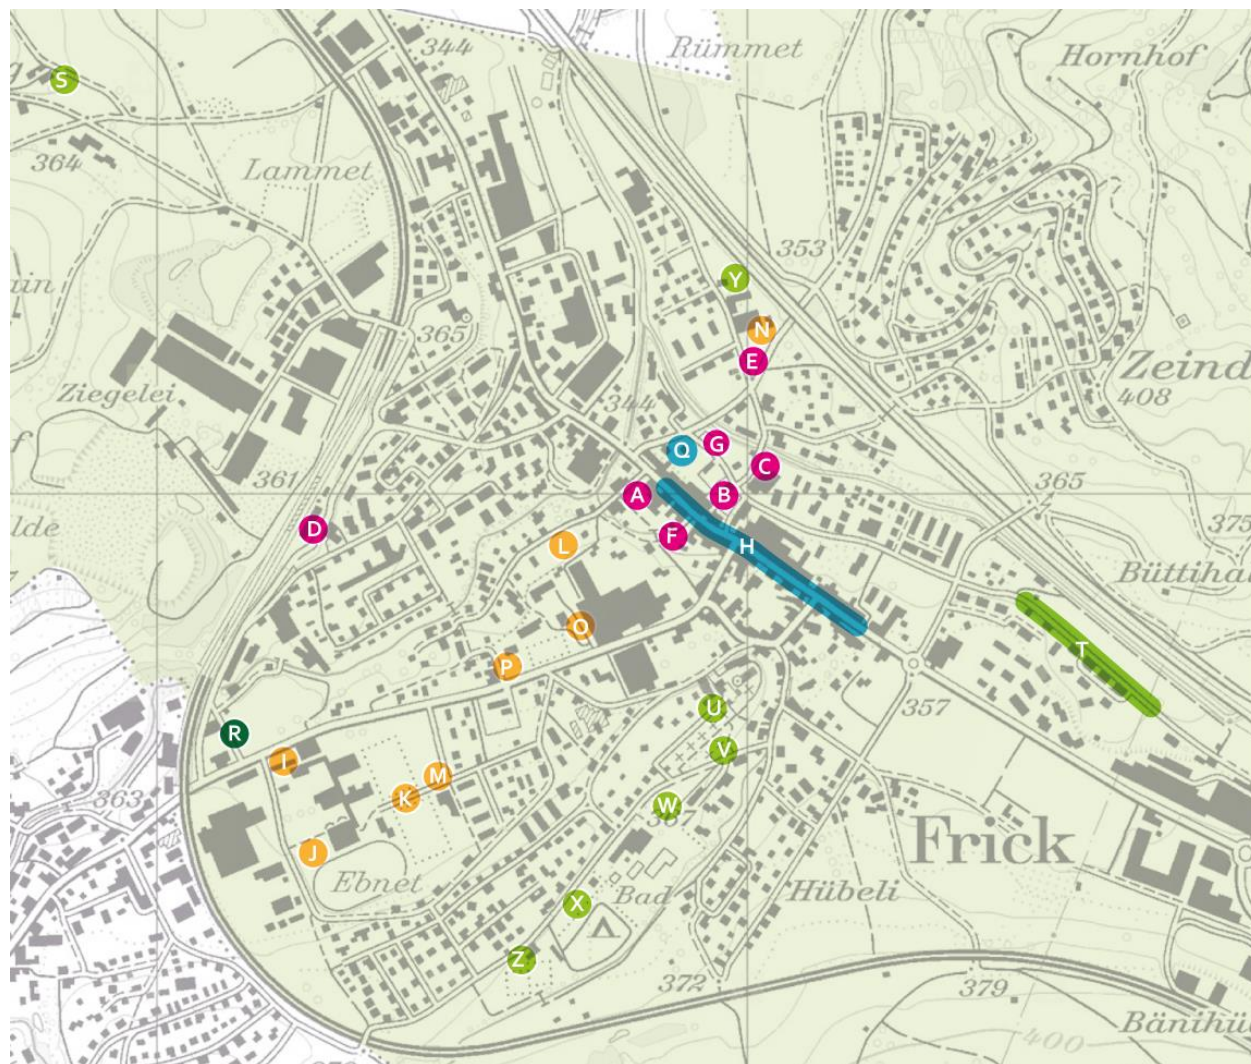 344
Rümmet
Hornhof
S
364
Lammet
353
Y
365
N
E
Zeind
408
Ziegelei
344
G
Q
C
361
A
B
365
D
F
L
H
375
Büttiha
O
T
P
U
357
R
V
I
M
K
W
367
363
Frick
J
Ebnet
Bad
Hübeli
X
Z
372
379
Bänihü
400